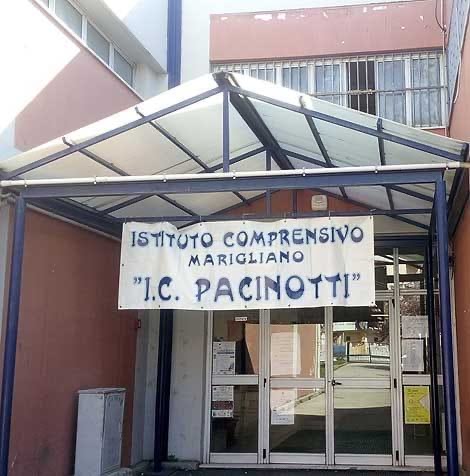 ISTITUTO COMPRENSIVO
MARIGLIANO
"I.C. PACINOTTI"